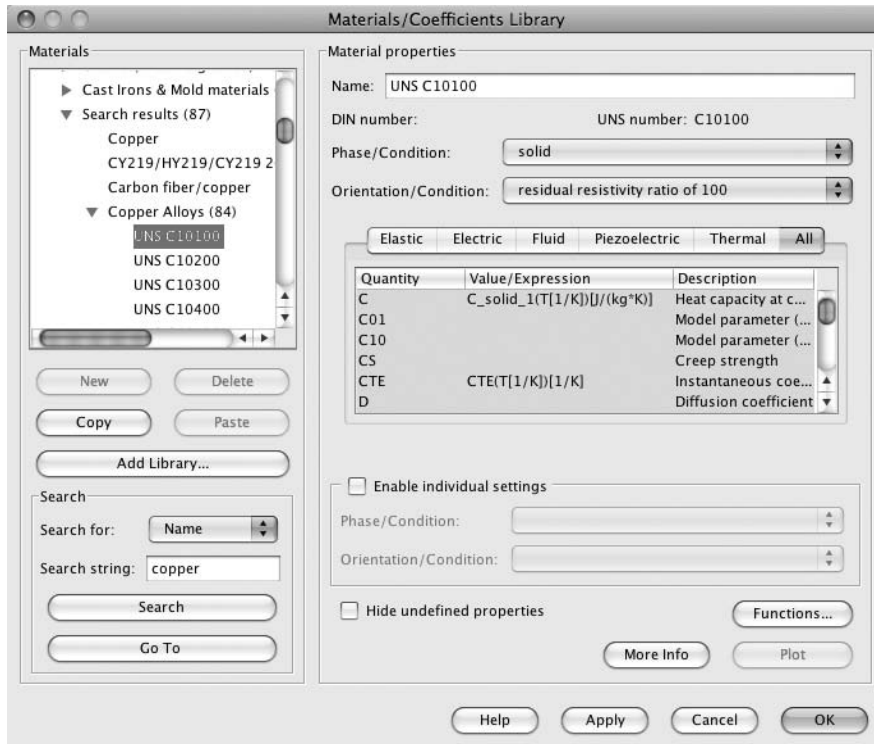 Materials/Coefficients Library
Materials
Cast Irons & Mold materials
Search results (87)
Copper
CY219/HY219/CY219 2
Carbon fiber/copper
Copper Alloys (84)
UNS C10100
UNS C10200
UNS C10300
UNS C10400
New Delete
Copy Paste
Add Library...
Search
Search for: Name
Search string: copper
Search
Go To
Material properties
Name: UNS C10100
DIN number: UNS number: C10100
Phase/Condition: solid
Orientation/Condition: residual resistivity ratio of 100
Elastic Electric Fluid Piezoelectric Thermal All
Quantity Value/Expression Description
C C_solid_1(T[1/K])[J/(kg*K)] Heat capacity at c...
C01 Model parameter (...
C10 Model parameter (...
CS Creep strength
CTE CTE(T[1/K])[1/K] Instantaneous coe...
D Diffusion coefficient
Enable individual settings
Phase/Condition:
Orientation/Condition:
Hide undefined properties
Functions...
More Info Plot
Help Apply Cancel OK